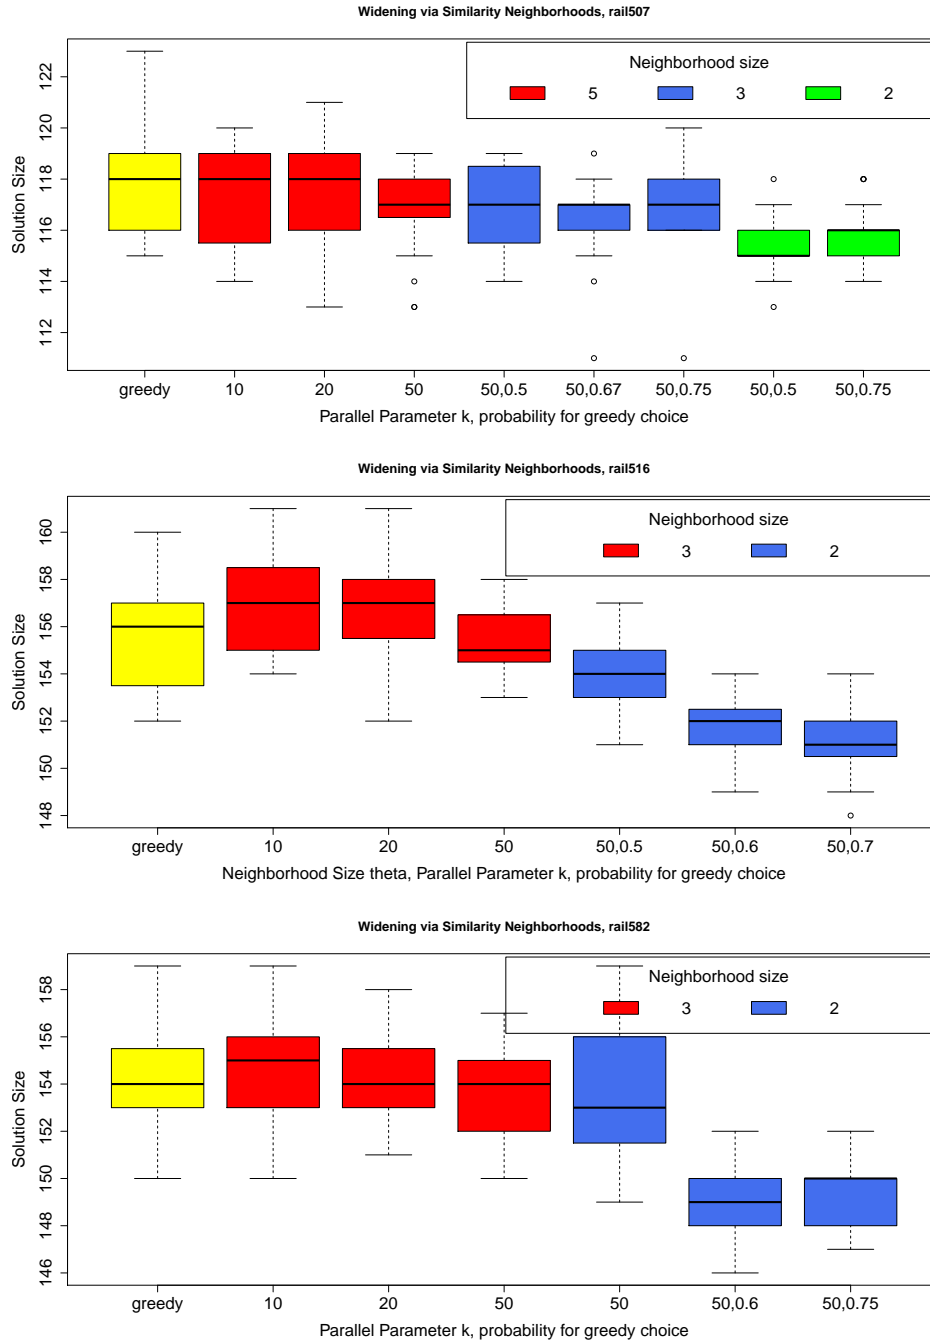 Widening via Similarity Neighborhoods, rail507
Neighborhood size
5 3 2
Solution Size
122
120
118
116
114
112
greedy 10 20 50 50,0.5 50,0.67 50,0.75 50,0.5 50,0.75
Parallel Parameter k, probability for greedy choice
Widening via Similarity Neighborhoods, rail516
Neighborhood size
3 2
Solution Size
160
158
156
154
152
150
148
greedy 10 20 50 50,0.5 50,0.6 50,0.7
Neighborhood Size theta, Parallel Parameter k, probability for greedy choice
Widening via Similarity Neighborhoods, rail582
Neighborhood size
3 2
Solution Size
158
156
154
152
150
148
146
greedy 10 20 50 50 50,0.6 50,0.75
Parallel Parameter k, probability for greedy choice